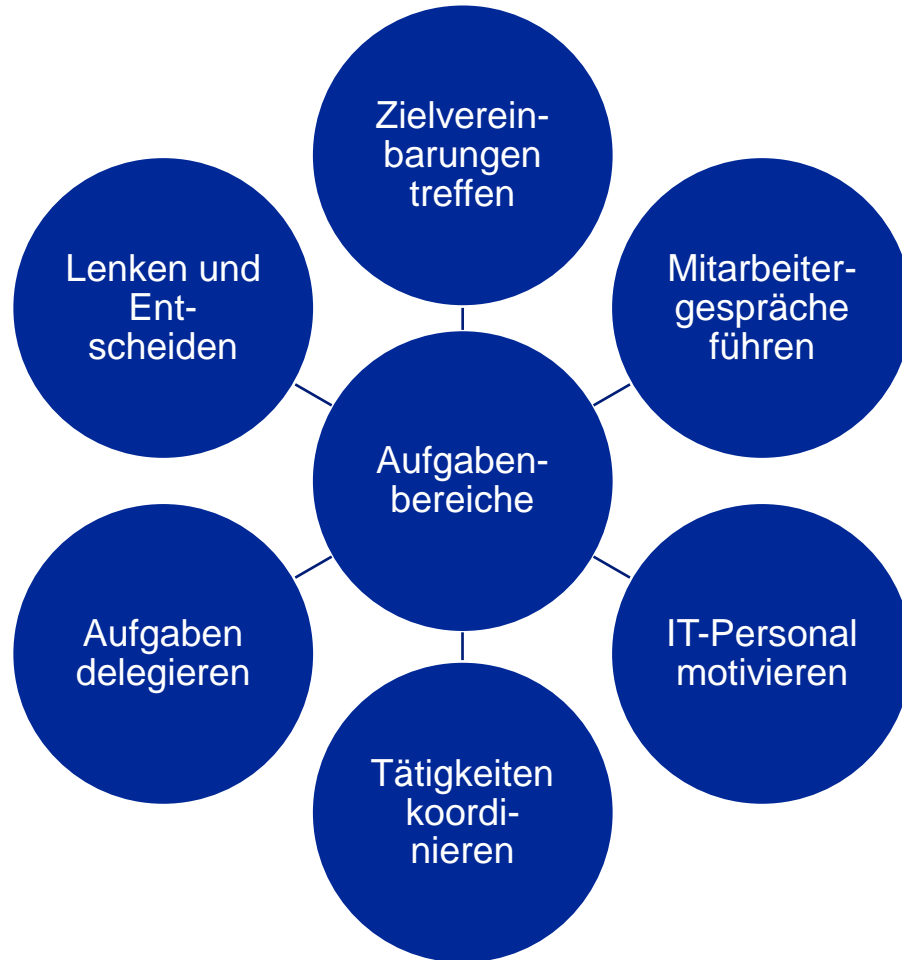 Zielverein-
barungen
treffen
Mitarbeiter-
gespräche
führen
IT-Personal
motivieren
Tätigkeiten
koordi-
nieren
Aufgaben
delegieren
Lenken und
Ent-
scheiden
Aufgaben-
bereiche